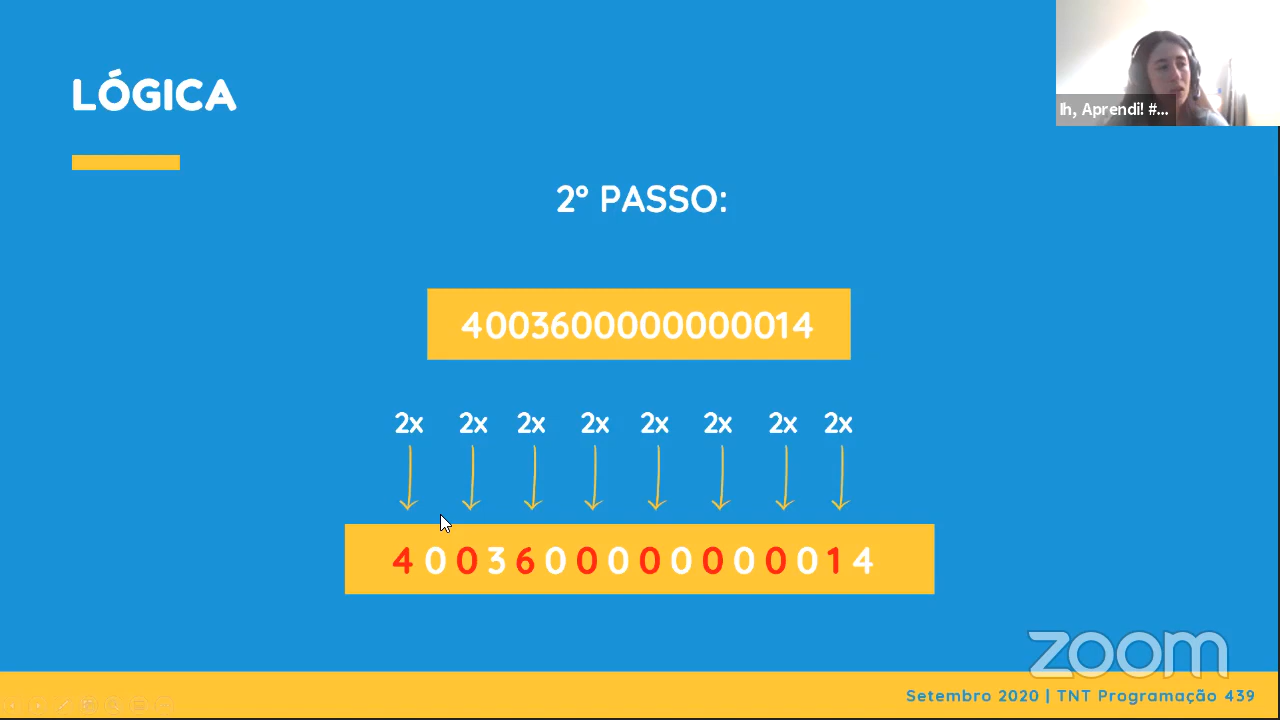 LÓGICA
Ih, Aprendi! #...
2º PASSO:
4003600000000014
2x 2x 2x 2x 2x 2x 2x 2x
4 0 0 3 6 0 0 0 0 0 0 0 0 0 1 4
zoom
Setembro 2020 | TNT Programação 439